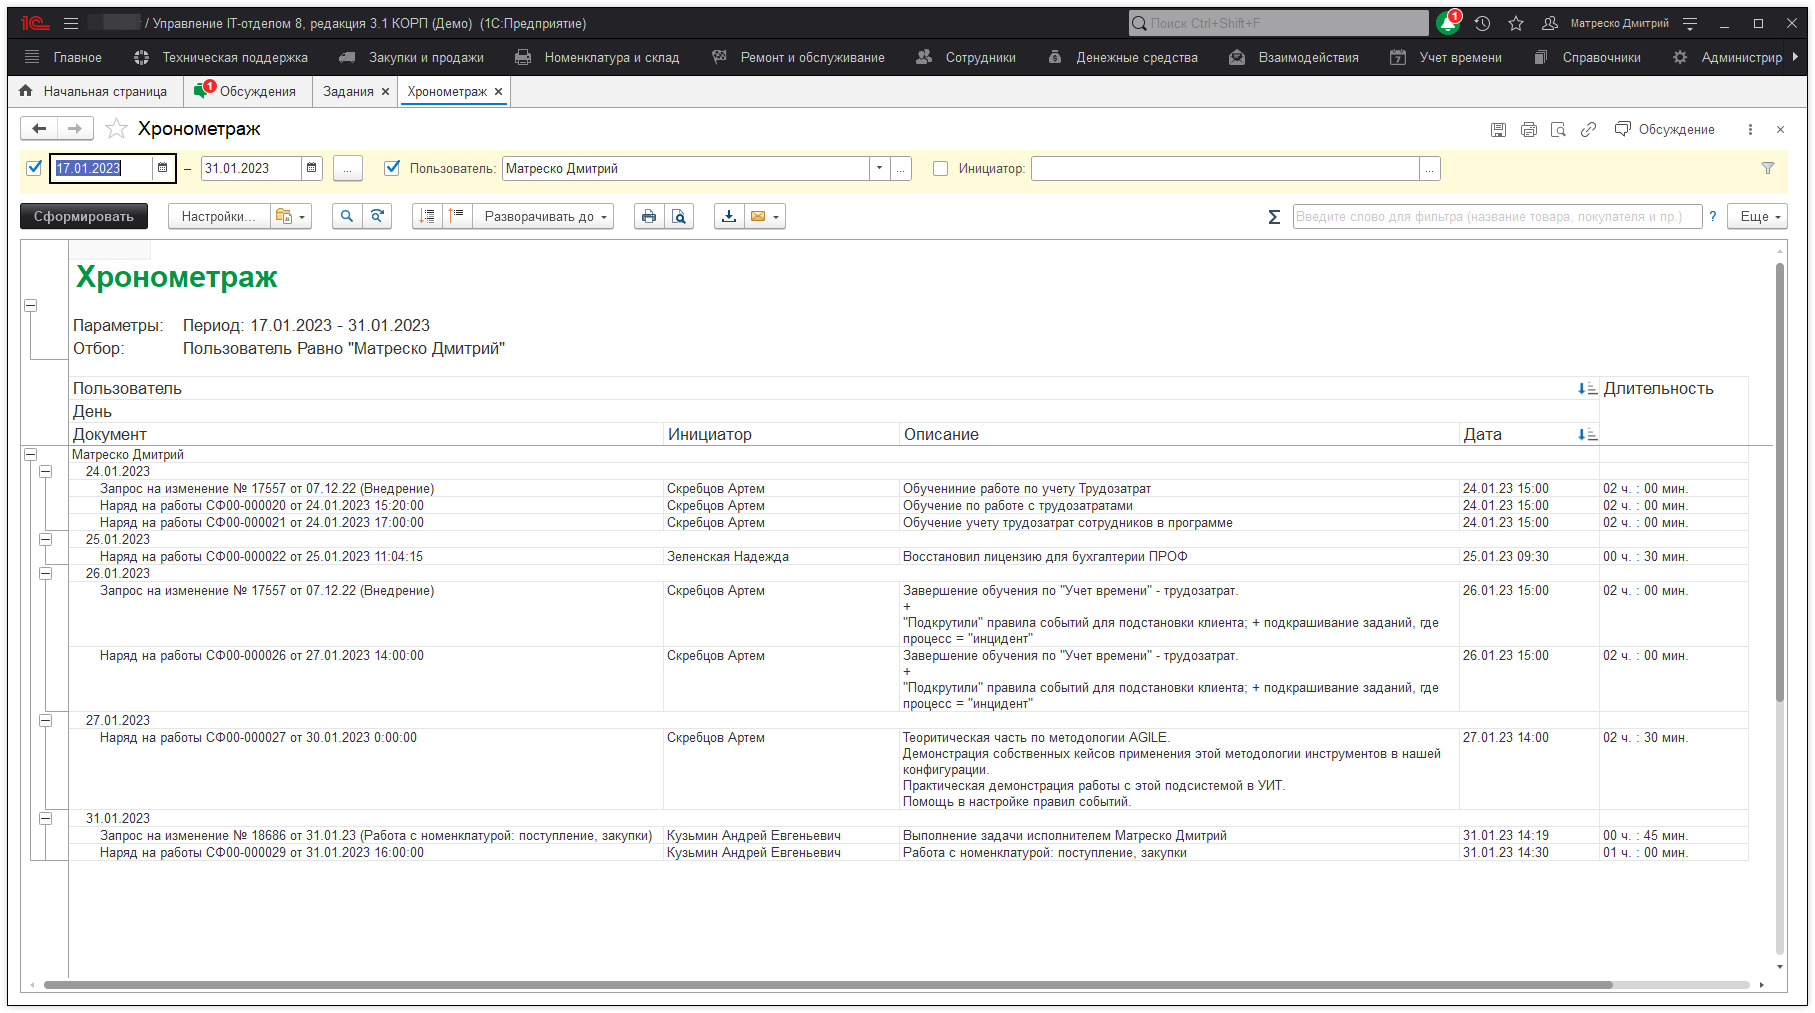 1С / Управление IT-отделом 8, редакция 3.1 КОРП (Демо) (1С:Предприятие) Поиск Ctrl+Shift+F 1 Матреско Дмитрий
Главное Техническая поддержка Закупки и продажи Номенклатура и склад Ремонт и обслуживание Сотрудники Денежные средства Взаимодействия 7 Учет времени Справочники Администрир
Начальная страница 1 Обсуждения Задания × Хронометраж ×
Хронометраж Обсуждение
17.01.2023 – 31.01.2023 ... Пользователь: Матреско Дмитрий ... Инициатор: ...
Сформировать Настройки... Разворачивать до Σ Введите слово для фильтра (название товара, покупателя и пр.) ? Еще
Хронометраж
Параметры: Период: 17.01.2023 - 31.01.2023
Отбор: Пользователь Равно "Матреско Дмитрий"
Пользователь Длительность
День
Документ Инициатор Описание Дата
Матреско Дмитрий
24.01.2023
Запрос на изменение № 17557 от 07.12.22 (Внедрение) Скребцов Артем Обучениние работе по учету Трудозатрат 24.01.23 15:00 02 ч. : 00 мин.
Наряд на работы СФ00-000020 от 24.01.2023 15:20:00 Скребцов Артем Обучение по работе с трудозатратами 24.01.23 15:00 02 ч. : 00 мин.
Наряд на работы СФ00-000021 от 24.01.2023 17:00:00 Скребцов Артем Обучение учету трудозатрат сотрудников в программе 24.01.23 15:00 02 ч. : 00 мин.
25.01.2023
Наряд на работы СФ00-000022 от 25.01.2023 11:04:15 Зеленская Надежда Восстановил лицензию для бухгалтерии ПРОФ 25.01.23 09:30 00 ч. : 30 мин.
26.01.2023
Запрос на изменение № 17557 от 07.12.22 (Внедрение) Скребцов Артем Завершение обучения по "Учет времени" - трудозатрат. 26.01.23 15:00 02 ч. : 00 мин.
+
"Подкрутили" правила событий для подстановки клиента; + подкрашивание заданий, где
процесс = "инцидент"
Наряд на работы СФ00-000026 от 27.01.2023 14:00:00 Скребцов Артем Завершение обучения по "Учет времени" - трудозатрат. 26.01.23 15:00 02 ч. : 00 мин.
+
"Подкрутили" правила событий для подстановки клиента; + подкрашивание заданий, где
процесс = "инцидент"
27.01.2023
Наряд на работы СФ00-000027 от 30.01.2023 0:00:00 Скребцов Артем Теоритическая часть по методологии AGILE. 27.01.23 14:00 02 ч. : 30 мин.
Демонстрация собственных кейсов применения этой методологии инструментов в нашей
конфигурации.
Практическая демонстрация работы с этой подсистемой в УИТ.
Помощь в настройке правил событий.
31.01.2023
Запрос на изменение № 18686 от 31.01.23 (Работа с номенклатурой: поступление, закупки) Кузьмин Андрей Евгеньевич Выполнение задачи исполнителем Матреско Дмитрий 31.01.23 14:19 00 ч. : 45 мин.
Наряд на работы СФ00-000029 от 31.01.2023 16:00:00 Кузьмин Андрей Евгеньевич Работа с номенклатурой: поступление, закупки 31.01.23 14:30 01 ч. : 00 мин.